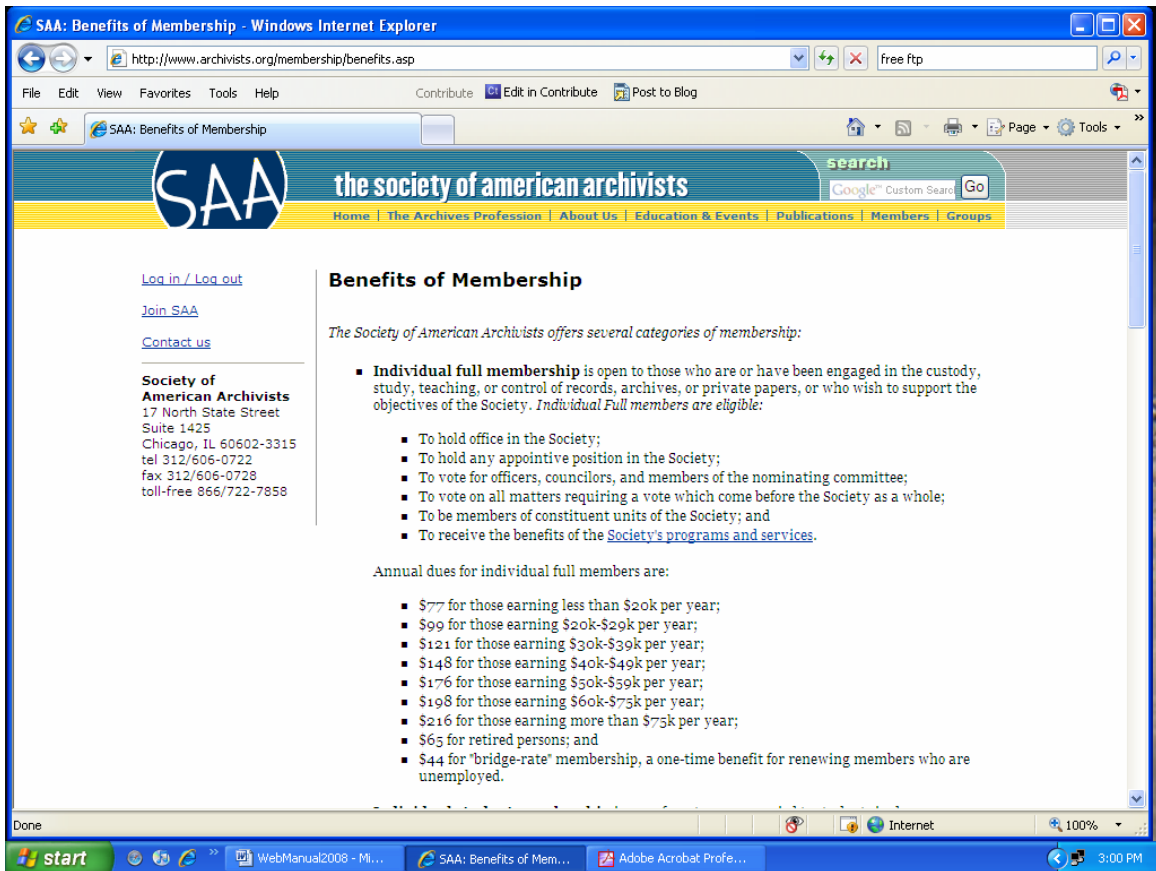 SAA: Benefits of Membership - Windows Internet Explorer
http://www.archivists.org/membership/benefits.asp
free ftp
File Edit View Favorites Tools Help
Contribute Edit in Contribute Post to Blog
SAA: Benefits of Membership
Page Tools
SAA
the society of american archivists
search
Google™ Custom Search Go
Home | The Archives Profession | About Us | Education & Events | Publications | Members | Groups
Log in / Log out
Join SAA
Contact us
Society of
American Archivists
17 North State Street
Suite 1425
Chicago, IL 60602-3315
tel 312/606-0722
fax 312/606-0728
toll-free 866/722-7858
Benefits of Membership
The Society of American Archivists offers several categories of membership:
Individual full membership is open to those who are or have been engaged in the custody,
study, teaching, or control of records, archives, or private papers, or who wish to support the
objectives of the Society. Individual Full members are eligible:
To hold office in the Society;
To hold any appointive position in the Society;
To vote for officers, councilors, and members of the nominating committee;
To vote on all matters requiring a vote which come before the Society as a whole;
To be members of constituent units of the Society; and
To receive the benefits of the Society's programs and services.
Annual dues for individual full members are:
$77 for those earning less than $20k per year;
$99 for those earning $20k-$29k per year;
$121 for those earning $30k-$39k per year;
$148 for those earning $40k-$49k per year;
$176 for those earning $50k-$59k per year;
$198 for those earning $60k-$75k per year;
$216 for those earning more than $75k per year;
$65 for retired persons; and
$44 for "bridge-rate" membership, a one-time benefit for renewing members who are
unemployed.
Done
Internet
100%
start
WebManual2008 - Mi...
SAA: Benefits of Mem...
Adobe Acrobat Profe...
3:00 PM